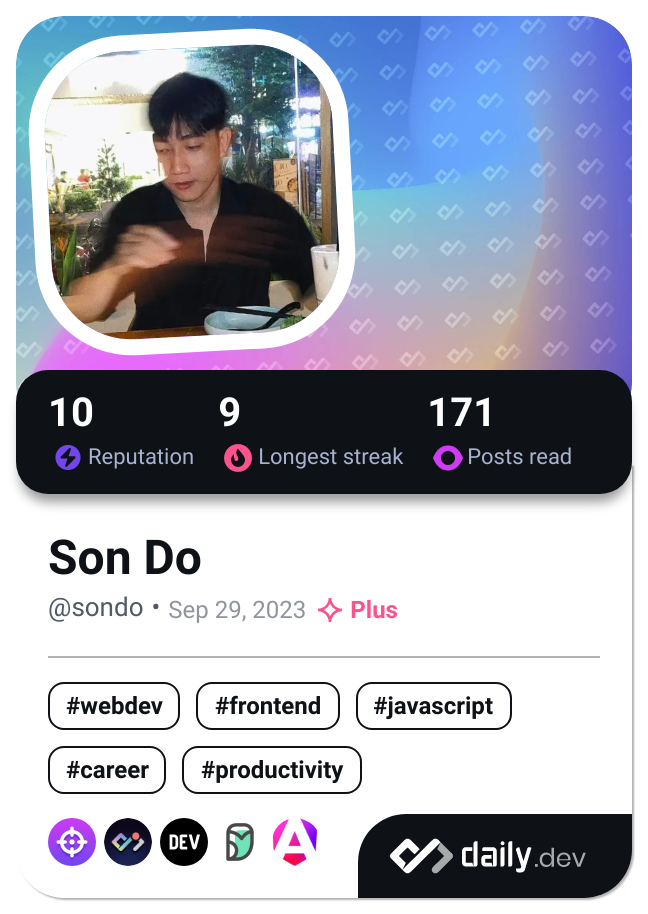 10 9 171
Reputation Longest streak Posts read
Son Do
@sondo • Sep 29, 2023 Plus
#webdev #frontend #javascript
#career #productivity
DEV daily.dev